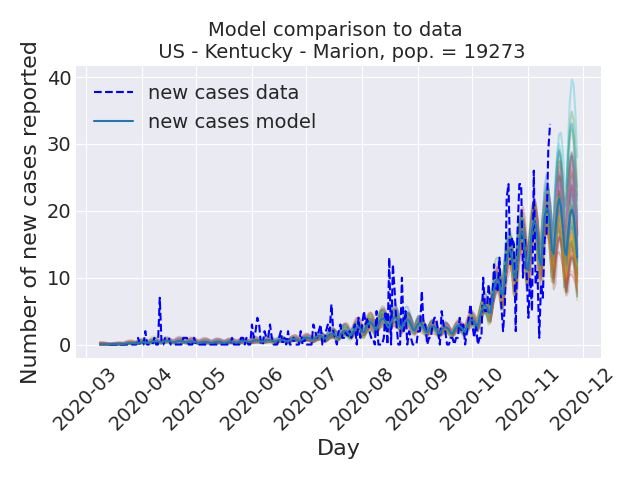 Model comparison to data
US - Kentucky - Marion, pop. = 19273
Number of new cases reported
40
30
20
10
0
new cases data
new cases model
2020-03
2020-04
2020-05
2020-06
2020-07
2020-08
2020-09
2020-10
2020-11
2020-12
Day